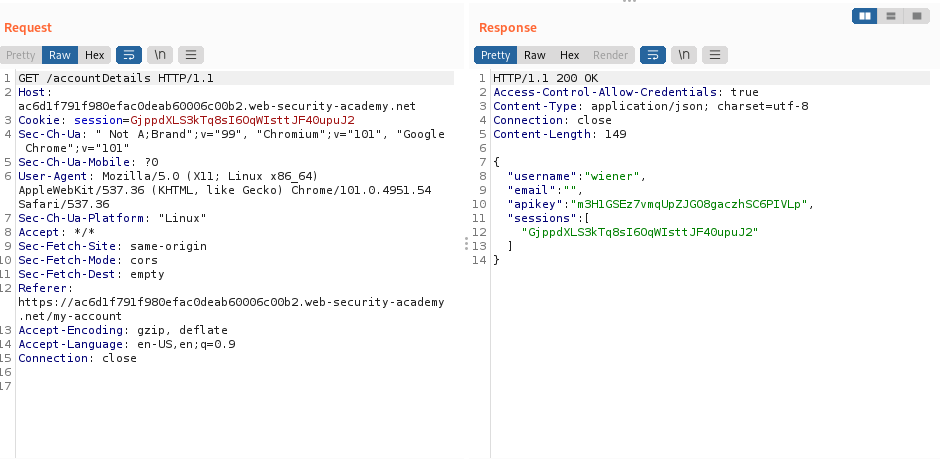 Request
Pretty Raw Hex \n
1 GET /accountDetails HTTP/1.1
2 Host:
ac6d1f791f980efac0deab60006c00b2.web-security-academy.net
3 Cookie: session=GjppdXLS3kTq8sI6OqWIsttJF40upuJ2
4 Sec-Ch-Ua: " Not A;Brand";v="99", "Chromium";v="101", "Google
Chrome";v="101"
5 Sec-Ch-Ua-Mobile: ?0
6 User-Agent: Mozilla/5.0 (X11; Linux x86_64)
AppleWebKit/537.36 (KHTML, like Gecko) Chrome/101.0.4951.54
Safari/537.36
7 Sec-Ch-Ua-Platform: "Linux"
8 Accept: */*
9 Sec-Fetch-Site: same-origin
10 Sec-Fetch-Mode: cors
11 Sec-Fetch-Dest: empty
12 Referer:
https://ac6d1f791f980efac0deab60006c00b2.web-security-academy
.net/my-account
13 Accept-Encoding: gzip, deflate
14 Accept-Language: en-US,en;q=0.9
15 Connection: close
16
17
Response
Pretty Raw Hex Render \n
1 HTTP/1.1 200 OK
2 Access-Control-Allow-Credentials: true
3 Content-Type: application/json; charset=utf-8
4 Connection: close
5 Content-Length: 149
6
7 {
8 "username":"wiener",
9 "email":"",
10 "apikey":"m3H1GSEz7vmqUpZJGO8gaczhSC6PIVLp",
11 "sessions":[
12 "GjppdXLS3kTq8sI6OqWIsttJF40upuJ2"
13 ]
14 }